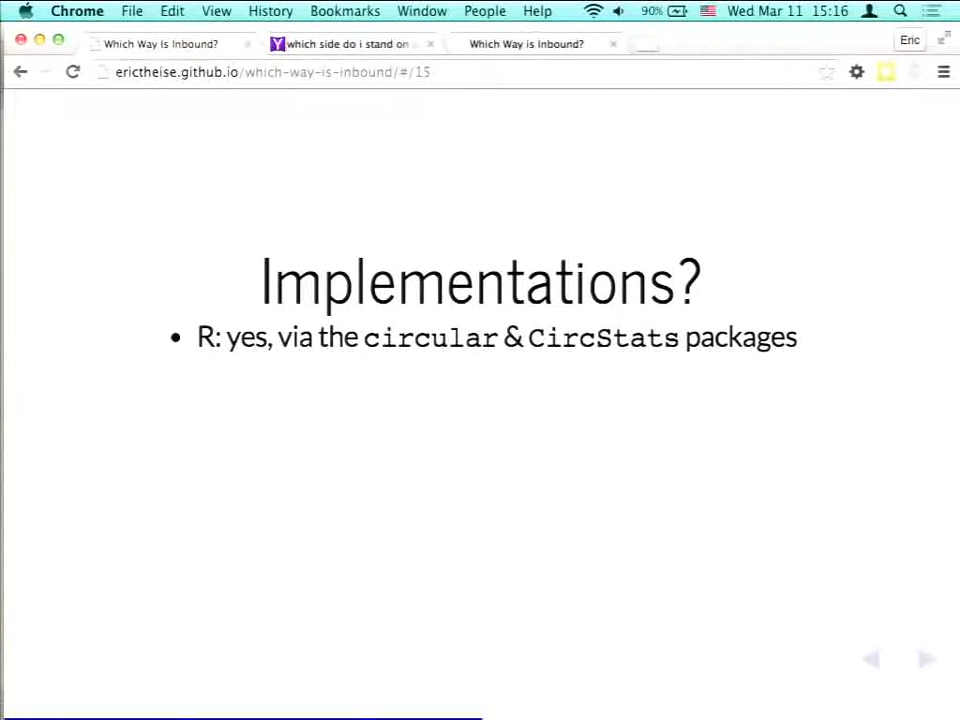 Chrome File Edit View History Bookmarks Window People Help 90% Wed Mar 11 15:16
Which Way Is Inbound? which side do i stand on Which Way Is Inbound? Eric
erictheise.github.io/which-way-is-inbound/#/15
Implementations?
• R: yes, via the circular & CircStats packages